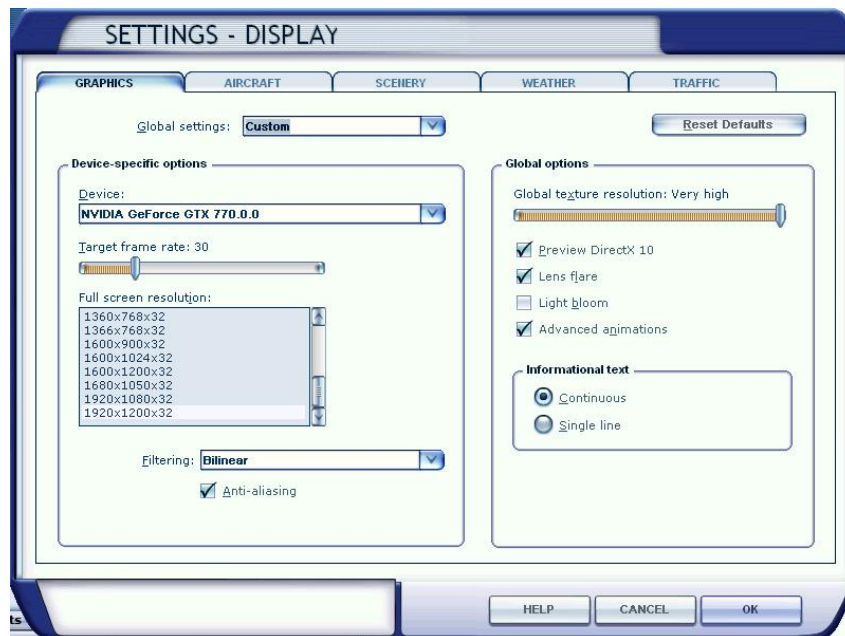 SETTINGS - DISPLAY
GRAPHICS AIRCRAFT SCENERY WEATHER TRAFFIC
Global settings: Custom
Reset Defaults
Device-specific options
Device:
NVIDIA GeForce GTX 770.0.0
Target frame rate: 30
Full screen resolution:
1360x768x32
1366x768x32
1600x900x32
1600x1024x32
1600x1200x32
1680x1050x32
1920x1080x32
1920x1200x32
Filtering: Bilinear
Anti-aliasing
Global options
Global texture resolution: Very high
Preview DirectX 10
Lens flare
Light bloom
Advanced animations
Informational text
Continuous
Single line
ts
HELP CANCEL OK